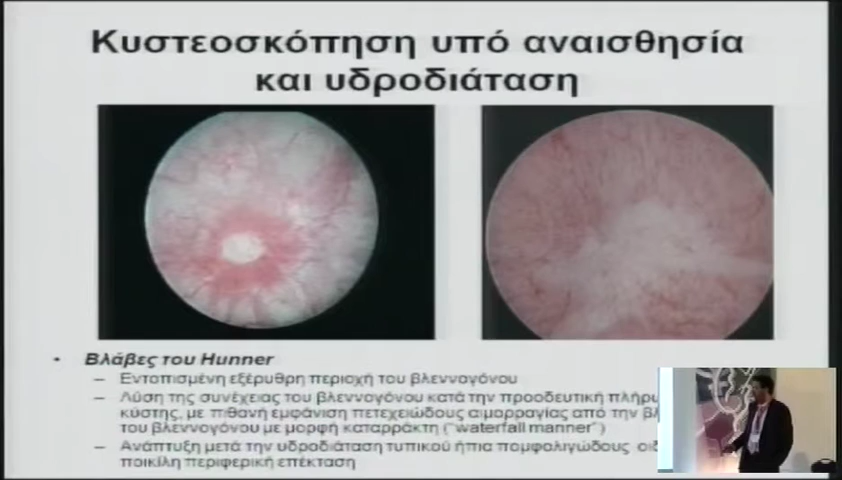 Κυστεοσκόπηση υπό αναισθησία
και υδροδιάταση
• Βλάβες του Hunner
– Εντοπισμένη εξέρυθρη περιοχή του βλεννογόνου
– Λύση της συνέχειας του βλεννογόνου κατά την προοδευτική
κύστης, με πιθανή εμφάνιση πετεχειώδους αιμορραγίας από την
του βλεννογόνου με μορφή καταρράκτη ("waterfall manner")
– Ανάπτυξη μετά την υδροδιάταση τυπικού ήπια πομφαλιγώδους
ποικίλη περιφερική επέκταση